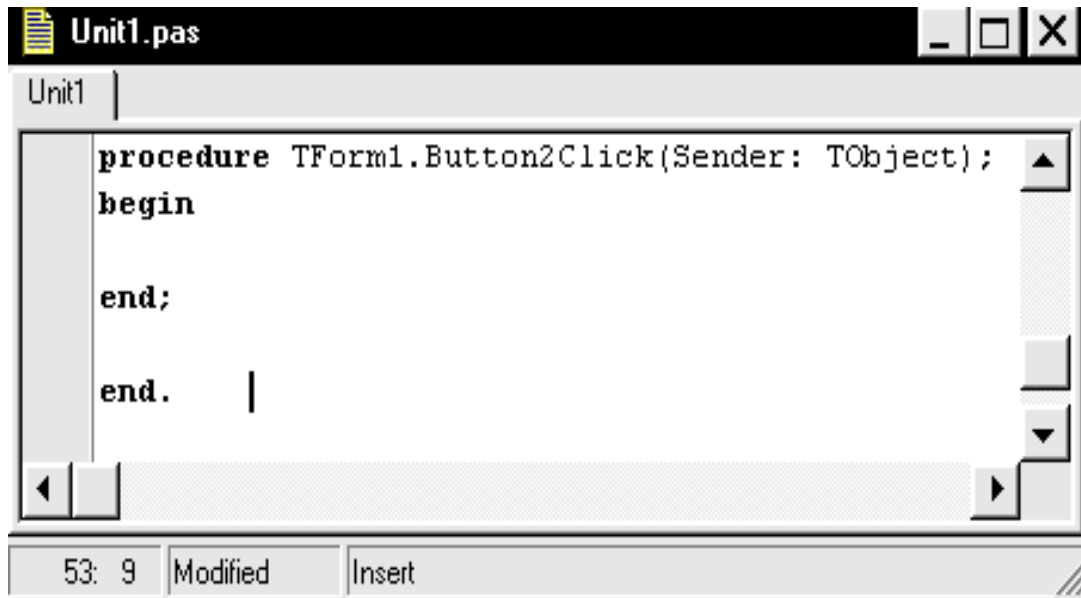 Unit1.pas
Unit1
procedure TForm1.Button2Click(Sender: TObject);
begin
end;
end.
53: 9 Modified Insert